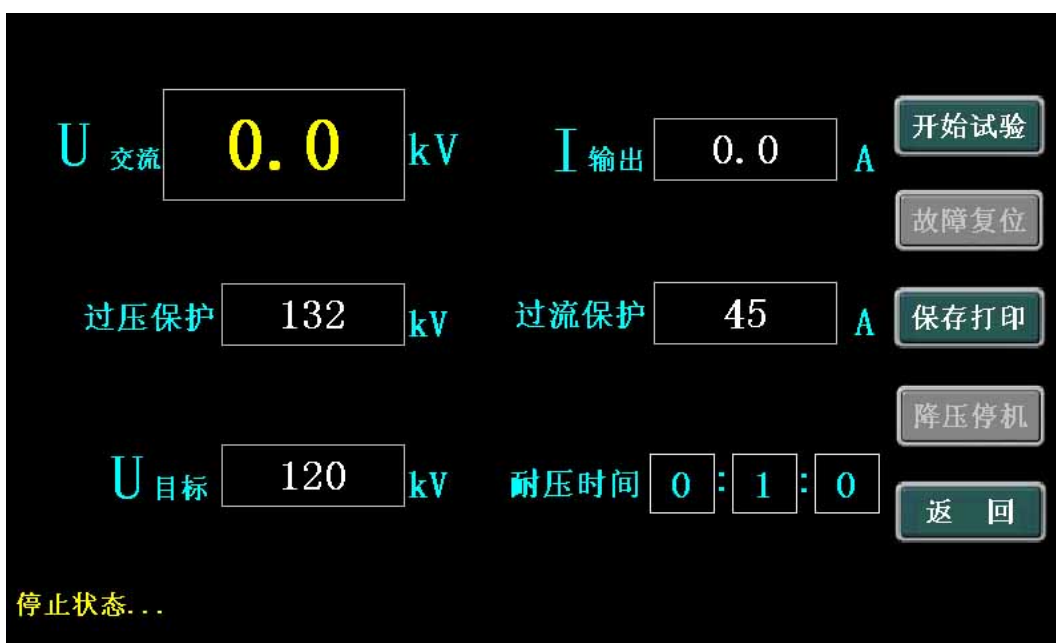 U 交流 0.0 kV I 输出 0.0 A 开始试验
故障复位
过压保护 132 kV 过流保护 45 A 保存打印
降压停机
U 目标 120 kV 耐压时间 0 : 1 : 0
返 回
停止状态...